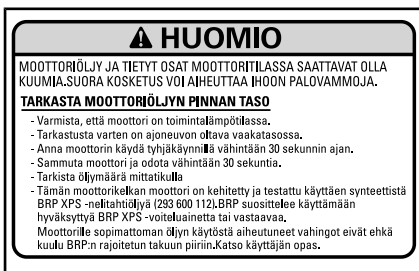 HUOMIO
MOOTTORIÖLJY JA TIETYT OSAT MOOTTORITILASSA SAATTAVAT OLLA
KUUMIA.SUORA KOSKETUS VOI AIHEUTTAA IHOON PALOVAMMOJA.
TARKASTA MOOTTORIÖLJYN PINNAN TASO
- Varmista, että moottori on toimintalämpötilassa.
- Tarkastusta varten on ajoneuvon oltava vaakatasossa.
- Anna moottorin käydä tyhjäkäynnillä vähintään 30 sekunnin ajan.
- Sammuta moottori ja odota vähintään 30 sekuntia.
- Tarkista öljymäärä mittatikulla
- Tämän moottorikelkan moottori on kehitetty ja testattu käyttäen synteettistä
BRP XPS -nelitahtiöljyä (293 600 112).BRP suosittelee käyttämään
hyväksyttyä BRP XPS -voiteluainetta tai vastaavaa.
Moottorille sopimattoman öljyn käytöstä aiheutuneet vahingot eivät ehkä
kuulu BRP:n rajoitetun takuun piiriin.Katso käyttäjän opas.